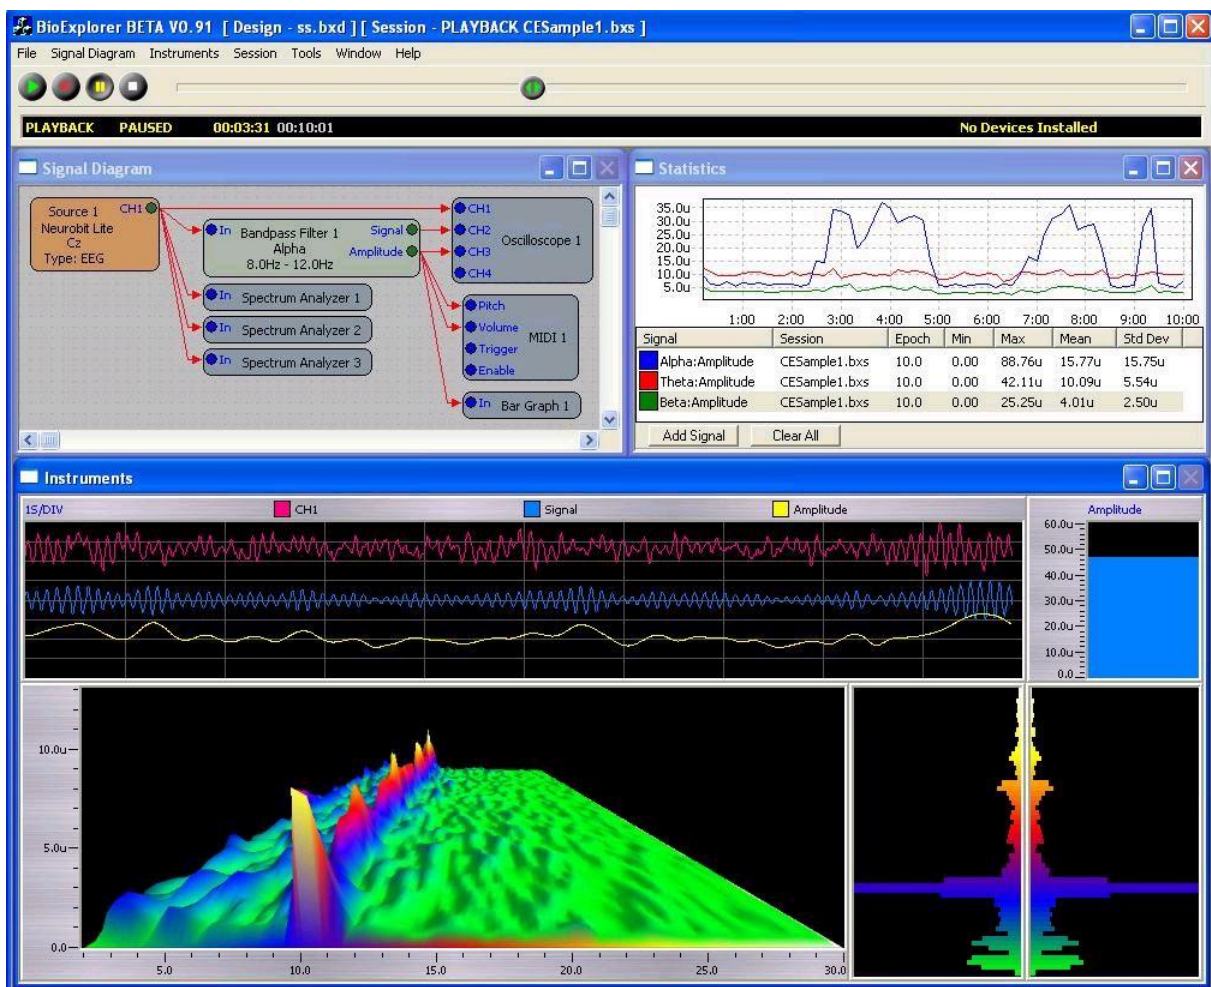 BioExplorer BETA V0.91 [ Design - ss.bxd ] [ Session - PLAYBACK CESample1.bxs ]
File Signal Diagram Instruments Session Tools Window Help
PLAYBACK PAUSED 00:03:31 00:10:01 No Devices Installed
Signal Diagram
Source 1 CH1
Neurobit Lite
Cz
Type: EEG
In Bandpass Filter 1 Signal
Alpha Amplitude
8.0Hz - 12.0Hz
In Spectrum Analyzer 1
In Spectrum Analyzer 2
In Spectrum Analyzer 3
CH1
CH2
Oscilloscope 1
CH3
CH4
Pitch
Volume
MIDI 1
Trigger
Enable
In Bar Graph 1
Statistics
35.0u
30.0u
25.0u
20.0u
15.0u
10.0u
5.0u
1:00 2:00 3:00 4:00 5:00 6:00 7:00 8:00 9:00 10:00
Signal Session Epoch Min Max Mean Std Dev
Alpha:Amplitude CESample1.bxs 10.0 0.00 88.76u 15.77u 15.75u
Theta:Amplitude CESample1.bxs 10.0 0.00 42.11u 10.09u 5.54u
Beta:Amplitude CESample1.bxs 10.0 0.00 25.25u 4.01u 2.50u
Add Signal Clear All
Instruments
1S/DIV CH1 Signal Amplitude
Amplitude
60.0u
50.0u
40.0u
30.0u
20.0u
10.0u
0.0
10.0u
5.0u
0.0
5.0 10.0 15.0 20.0 25.0 30.0